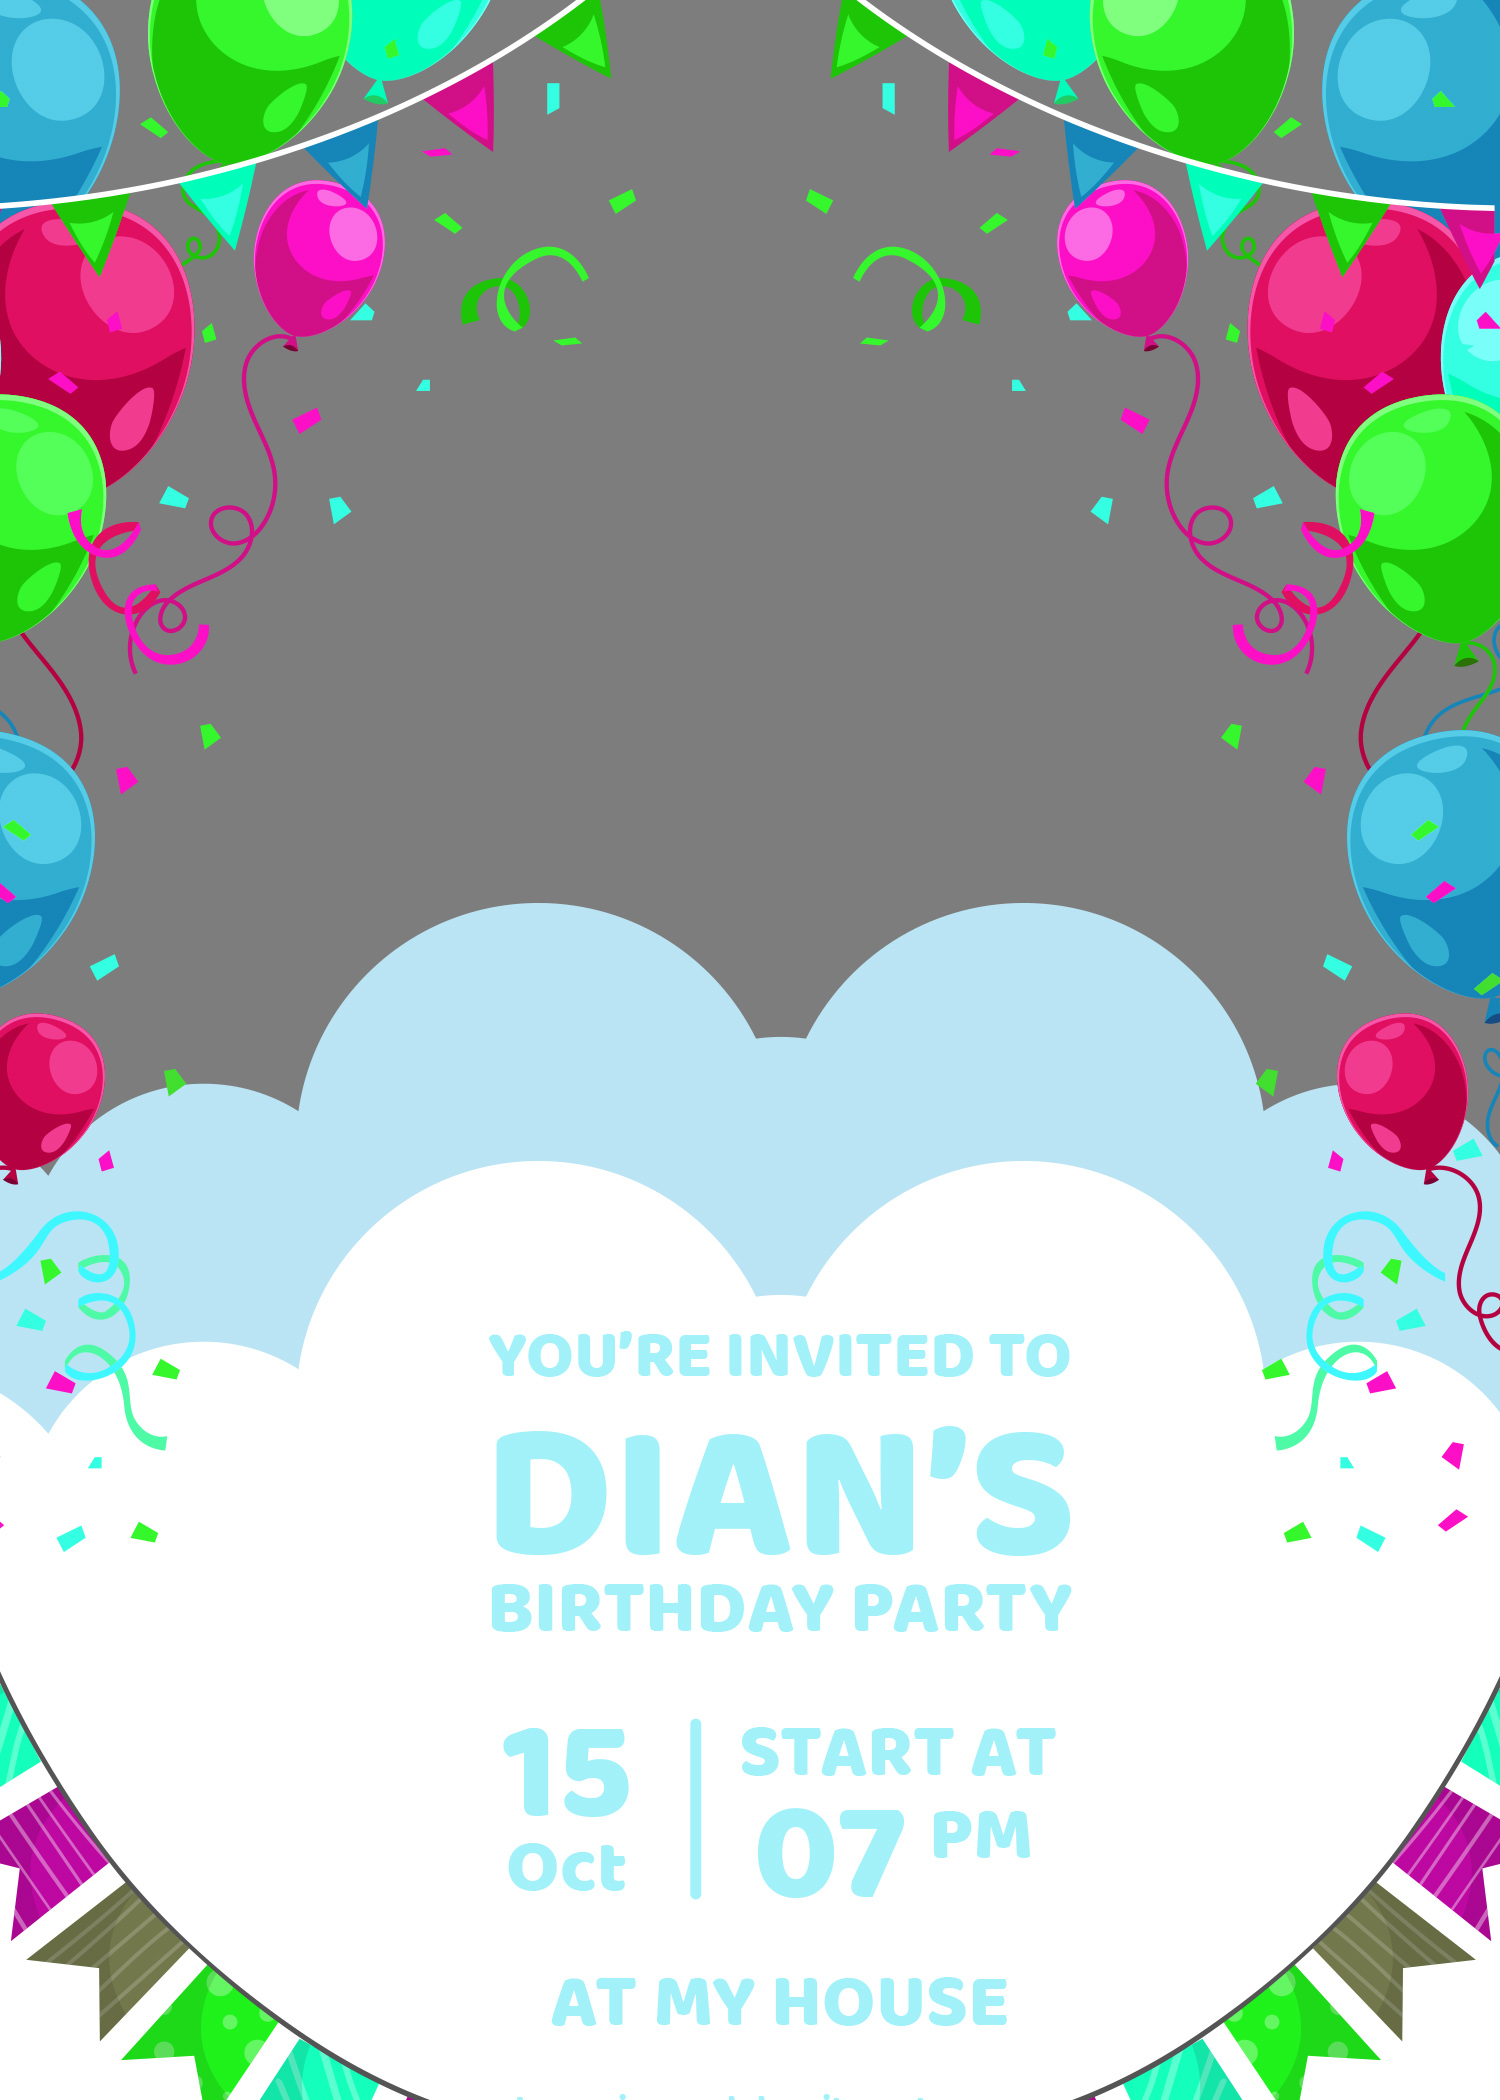 YOU'RE INVITED TO
DIAN'S
BIRTHDAY PARTY
15
Oct
START AT
07 PM
AT MY HOUSE